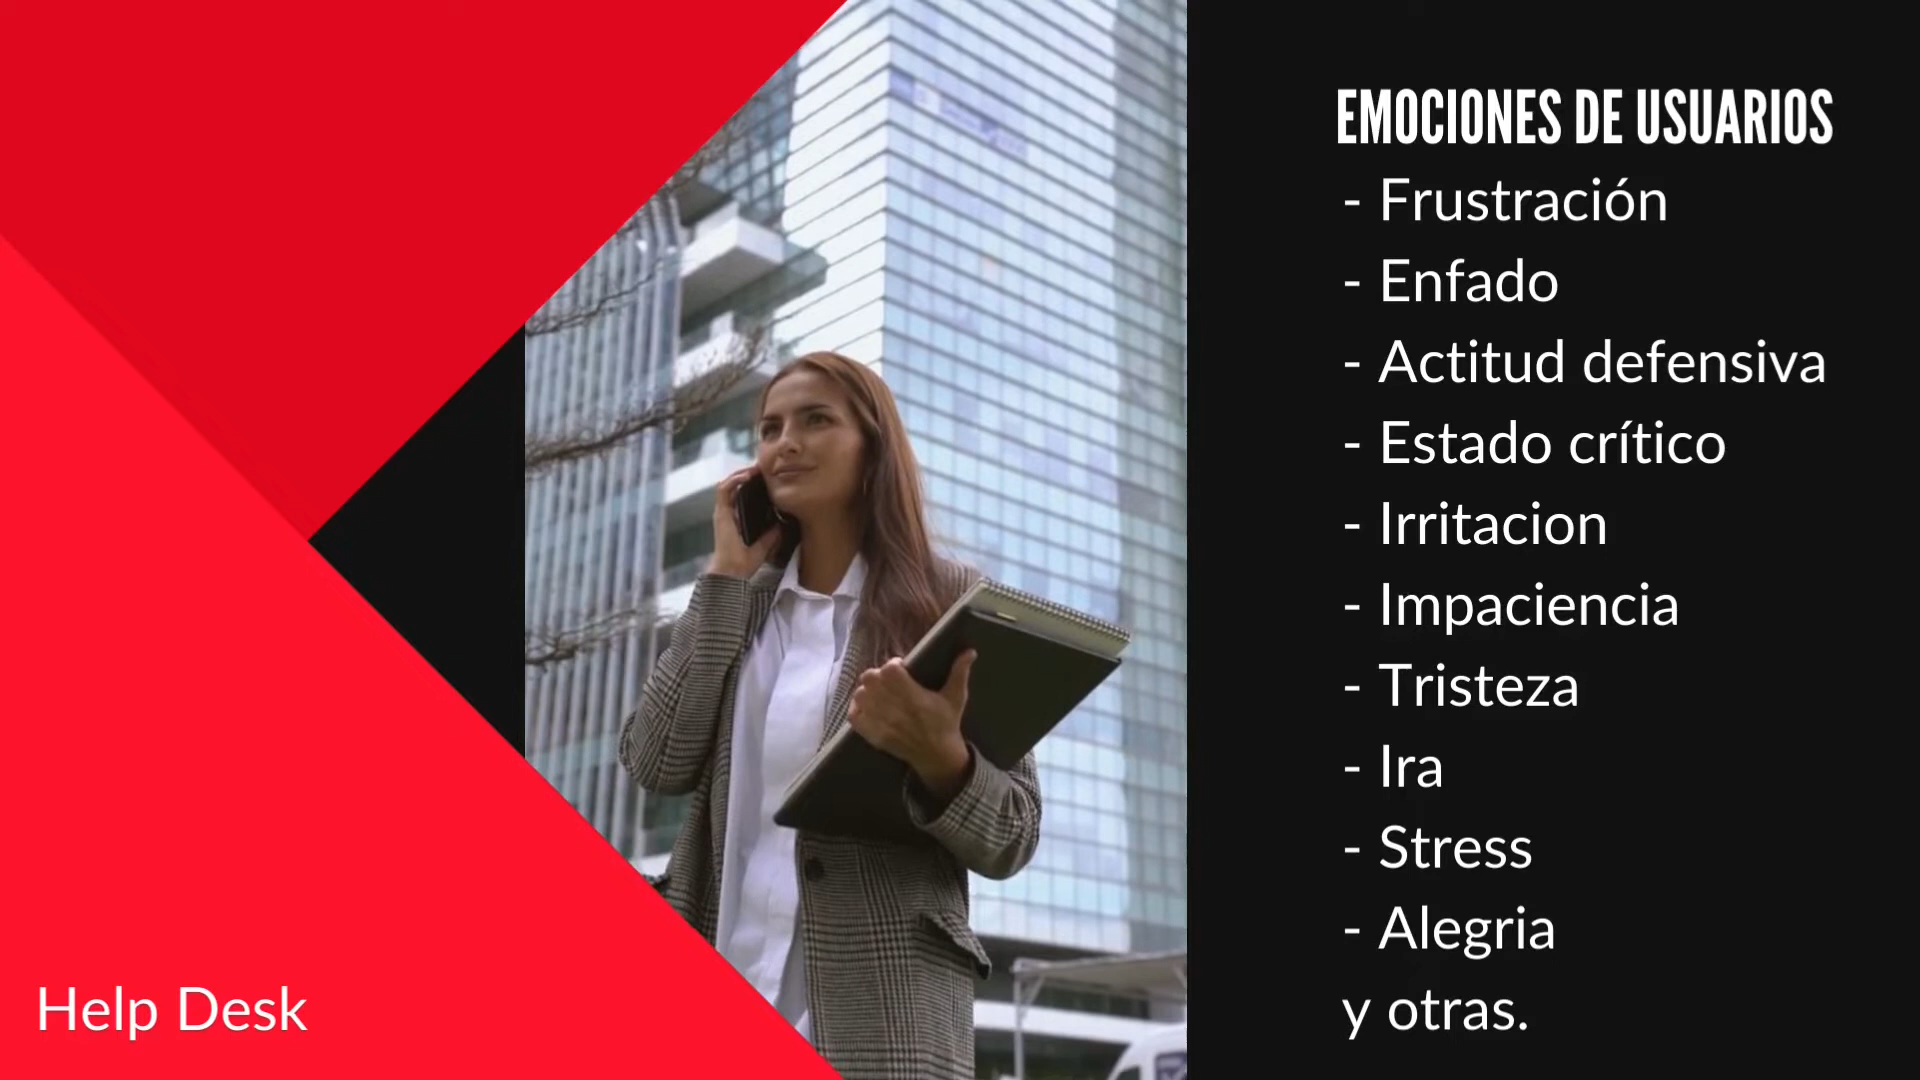 EMOCIONES DE USUARIOS
- Frustración
- Enfado
- Actitud defensiva
- Estado crítico
- Irritacion
- Impaciencia
- Tristeza
- Ira
- Stress
- Alegria
y otras.
Help Desk